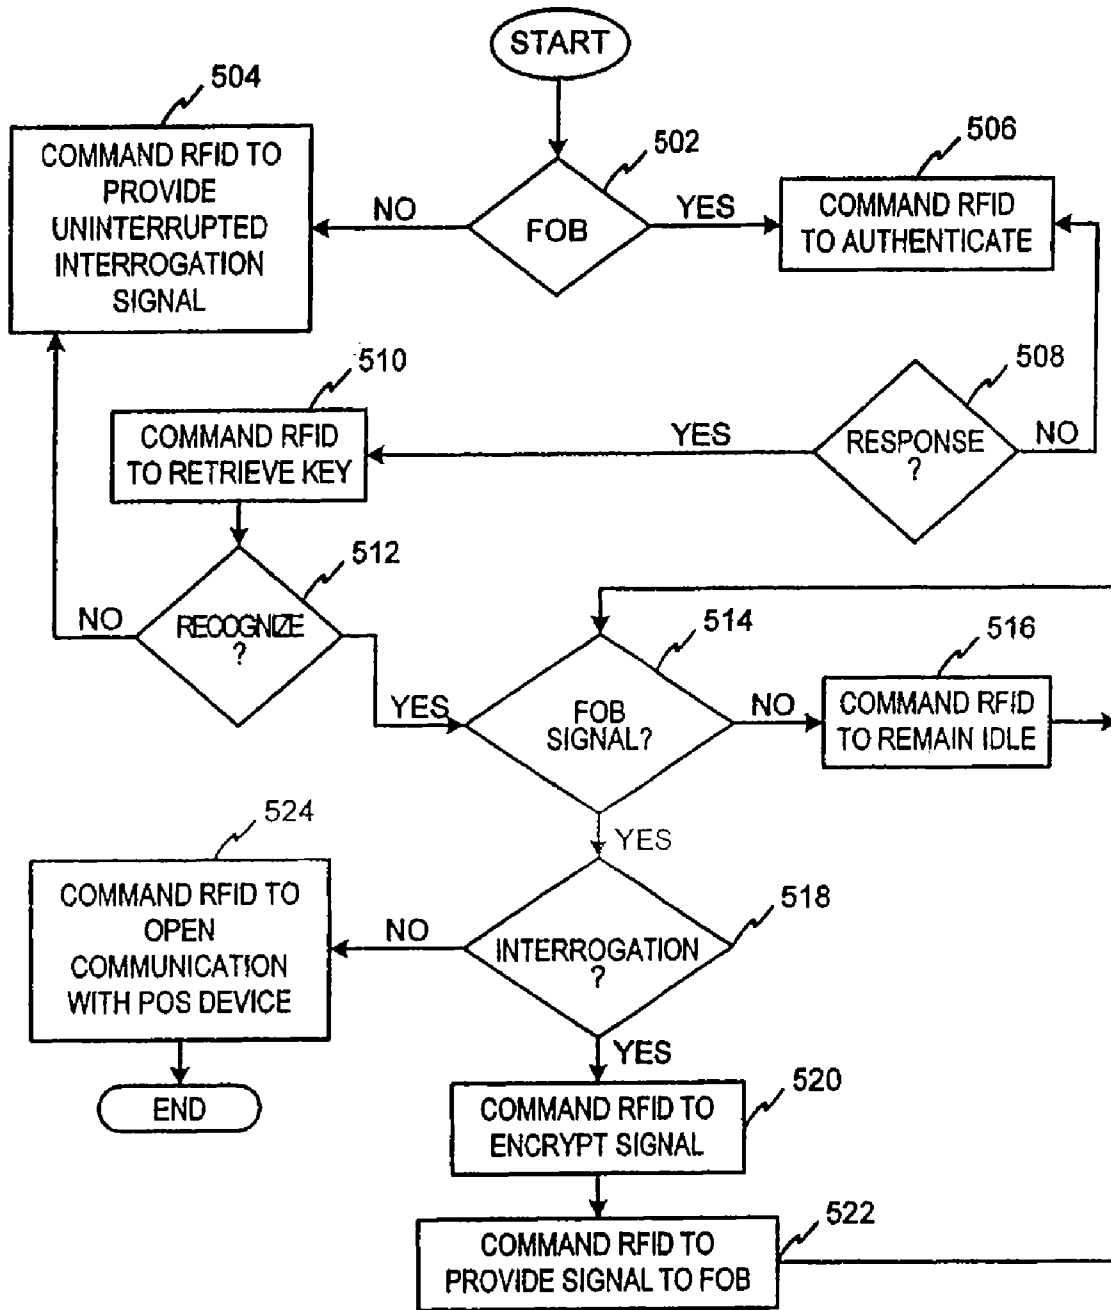 START
504
COMMAND RFID TO
PROVIDE
UNINTERRUPTED
INTERROGATION
SIGNAL
NO
502
FOB
YES
506
COMMAND RFID
TO AUTHENTICATE
508
RESPONSE
?
NO
YES
510
COMMAND RFID
TO RETRIEVE KEY
512
RECOGNIZE
?
NO
YES
514
FOB
SIGNAL?
NO
516
COMMAND RFID
TO REMAIN IDLE
YES
518
INTERROGATION
?
NO
524
COMMAND RFID TO
OPEN
COMMUNICATION
WITH POS DEVICE
END
YES
520
COMMAND RFID TO
ENCRYPT SIGNAL
522
COMMAND RFID TO
PROVIDE SIGNAL TO FOB